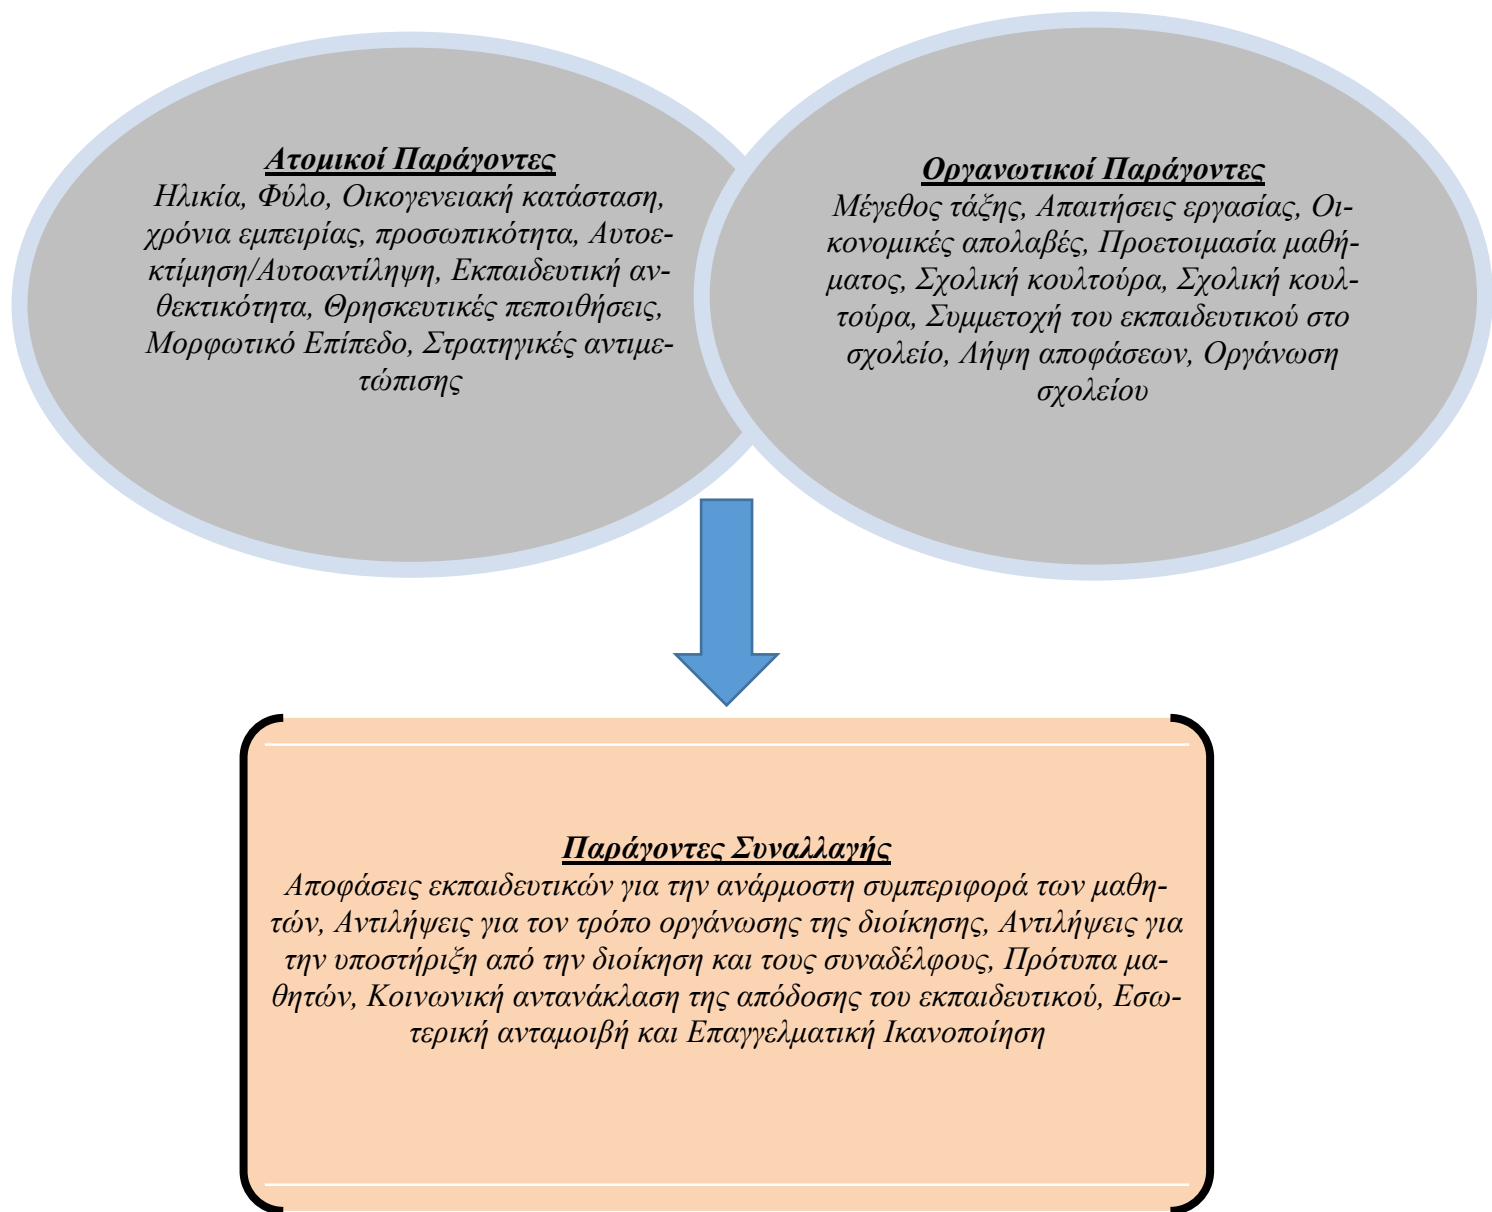 Ατομικοί Παράγοντες
Ηλικία, Φύλο, Οικογενειακή κατάσταση,
χρόνια εμπειρίας, προσωπικότητα, Αυτοε-
κτίμηση/Αυτοαντίληψη, Εκπαιδευτική αν-
θεκτικότητα, Θρησκευτικές πεποιθήσεις,
Μορφωτικό Επίπεδο, Στρατηγικές αντιμε-
τώπισης
Οργανωτικοί Παράγοντες
Μέγεθος τάξης, Απαιτήσεις εργασίας, Οι-
κονομικές απολαβές, Προετοιμασία μαθή-
ματος, Σχολική κουλτούρα, Σχολική κουλ-
τούρα, Συμμετοχή του εκπαιδευτικού στο
σχολείο, Λήψη αποφάσεων, Οργάνωση
σχολείου
Παράγοντες Συναλλαγής
Αποφάσεις εκπαιδευτικών για την ανάρμοστη συμπεριφορά των μαθη-
τών, Αντιλήψεις για τον τρόπο οργάνωσης της διοίκησης, Αντιλήψεις για
την υποστήριξη από την διοίκηση και τους συναδέλφους, Πρότυπα μα-
θητών, Κοινωνική αντανάκλαση της απόδοσης του εκπαιδευτικού, Εσω-
τερική ανταμοιβή και Επαγγελματική Ικανοποίηση